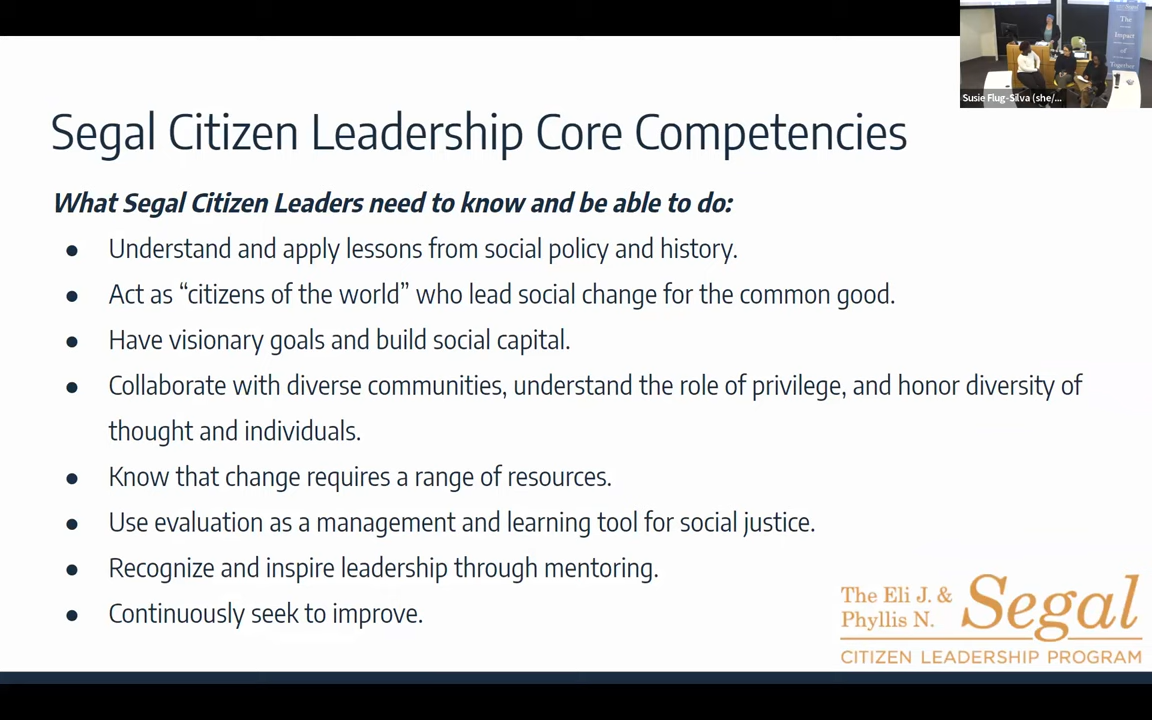 The
Impact
of
Together
Susie Flug-Silva (she/...
Segal Citizen Leadership Core Competencies
What Segal Citizen Leaders need to know and be able to do:
● Understand and apply lessons from social policy and history.
● Act as “citizens of the world” who lead social change for the common good.
● Have visionary goals and build social capital.
● Collaborate with diverse communities, understand the role of privilege, and honor diversity of
thought and individuals.
● Know that change requires a range of resources.
● Use evaluation as a management and learning tool for social justice.
● Recognize and inspire leadership through mentoring.
● Continuously seek to improve.
The Eli J. &
Phyllis N.
Segal
CITIZEN LEADERSHIP PROGRAM